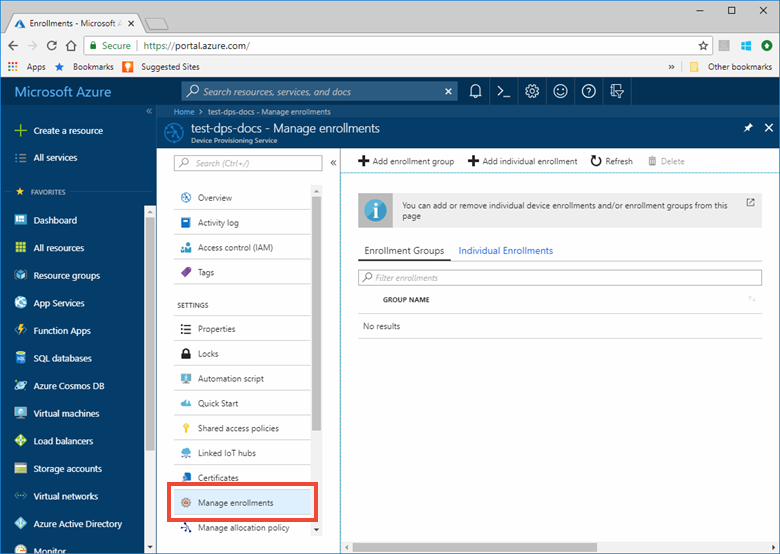 Enrollments - Microsoft A
Secure
https://portal.azure.com/
Apps
Bookmarks
Suggested Sites
»
Other bookmarks
Microsoft Azure
Search resources, services, and docs
Home > test-dps-docs - Manage enrollments
test-dps-docs - Manage enrollments
Device Provisioning Service
Create a resource
All services
FAVORITES
Dashboard
All resources
Resource groups
App Services
Function Apps
SQL databases
Azure Cosmos DB
Virtual machines
Load balancers
Storage accounts
Virtual networks
Azure Active Directory
Monitor
Search (Ctrl+/)
Overview
Activity log
Access control (IAM)
Tags
SETTINGS
Properties
Locks
Automation script
Quick Start
Shared access policies
Linked IoT hubs
Certificates
Manage enrollments
Manage allocation policy
Add enrollment group
Add individual enrollment
Refresh
Delete
You can add or remove individual device enrollments and/or enrollment groups from this
page
Enrollment Groups
Individual Enrollments
Filter enrollments
GROUP NAME
No results